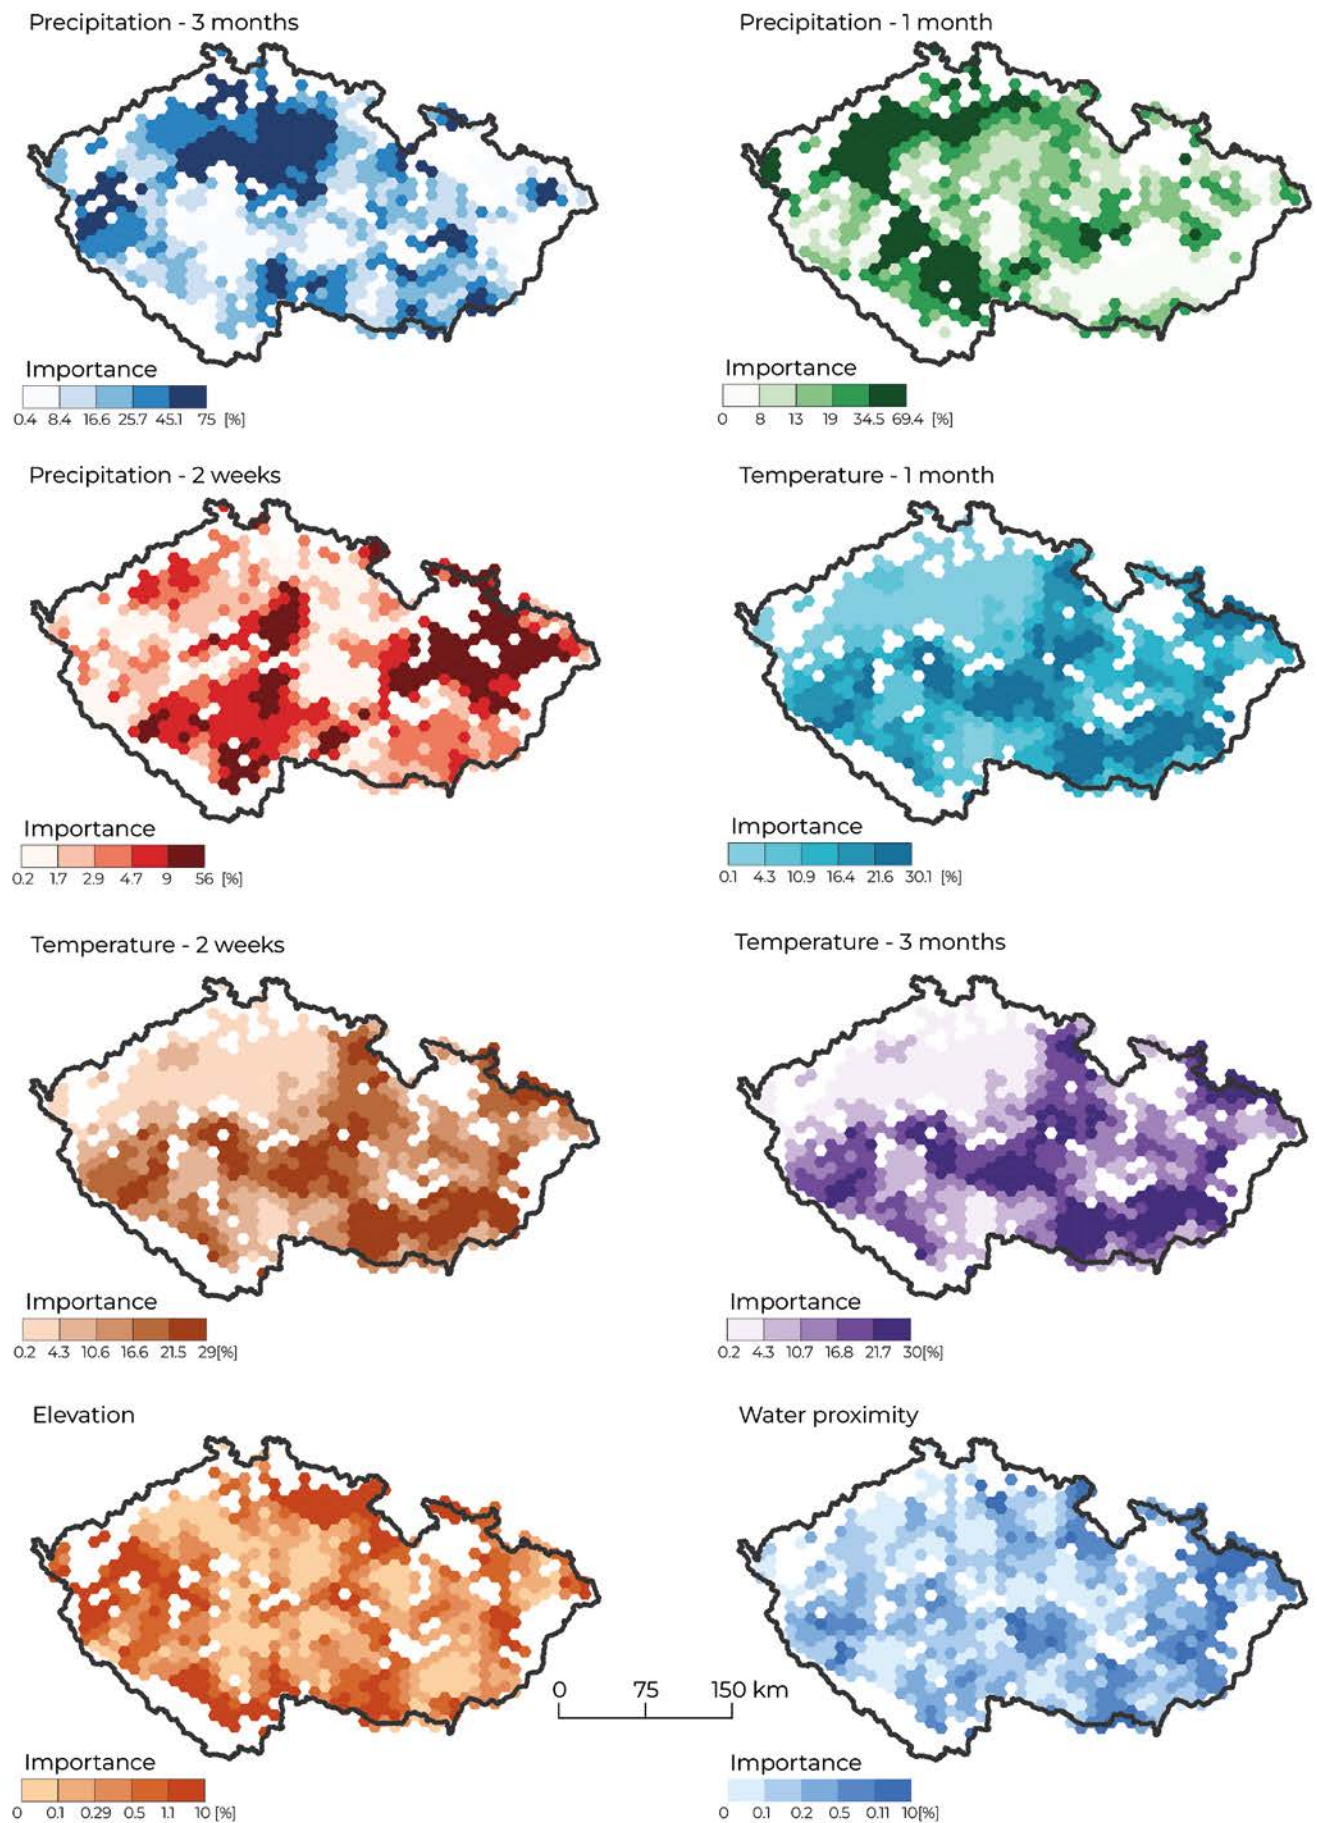 Precipitation - 3 months
Precipitation - 1 month
Importance
0.4 8.4 16.6 25.7 45.1 75 [%]
Importance
0 8 13 19 34.5 69.4 [%]
Precipitation - 2 weeks
Temperature - 1 month
Importance
0.2 1.7 2.9 4.7 9 56 [%]
Importance
0.1 4.3 10.9 16.4 21.6 30.1 [%]
Temperature - 2 weeks
Temperature - 3 months
Importance
0.2 4.3 10.6 16.6 21.5 29[%]
Importance
0.2 4.3 10.7 16.8 21.7 30[%]
Elevation
Water proximity
0 75 150 km
Importance
0 0.1 0.29 0.5 1.1 10[%]
Importance
0 0.1 0.2 0.5 0.11 10[%]